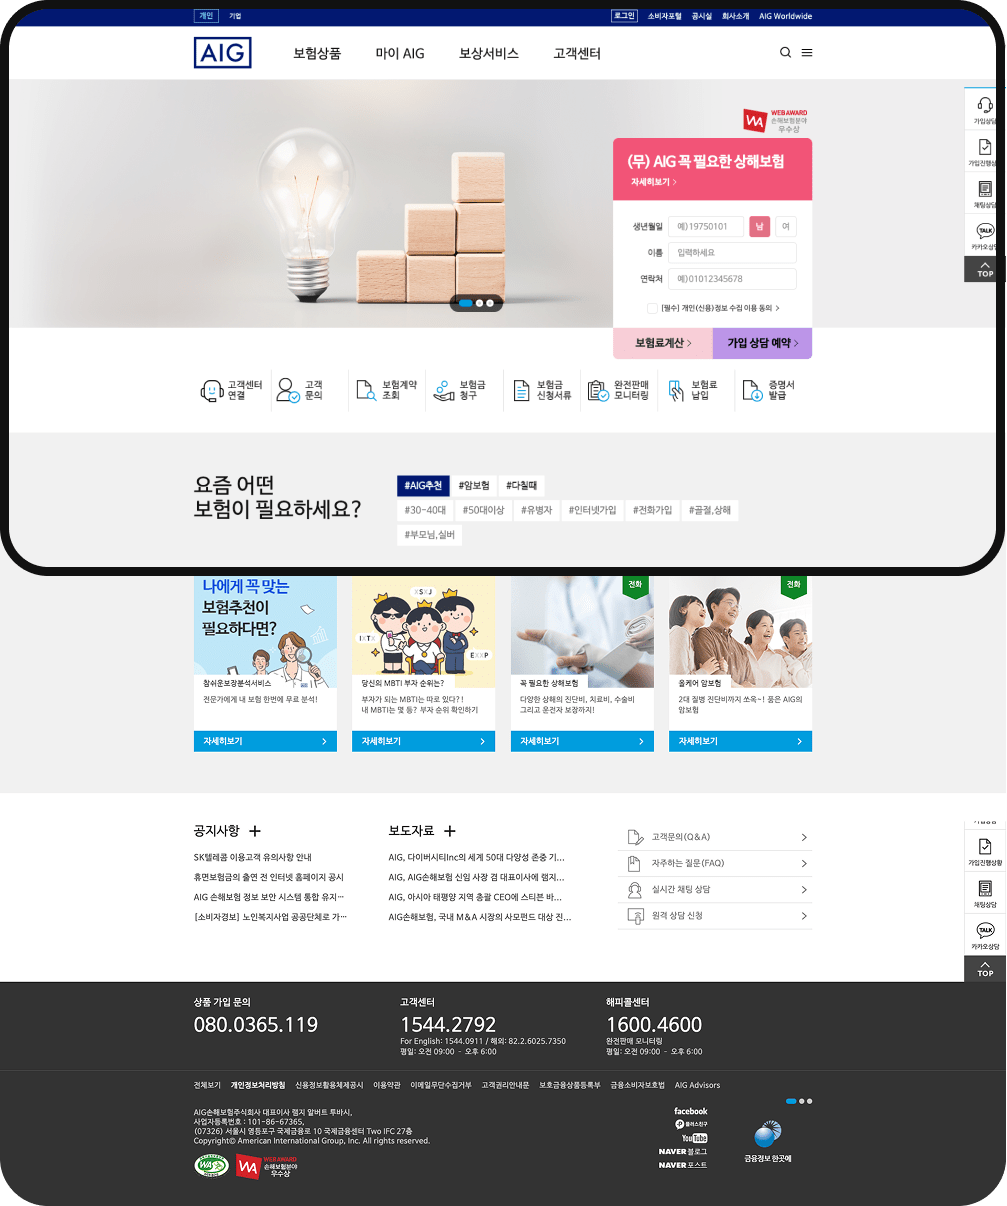 개인 기업 로그인 소비자포털 공시실 회사소개 AIG Worldwide
AIG 보험상품 마이 AIG 보상서비스 고객센터
WEB AWARD
손해보험분야
우수상
(무) AIG 꼭 필요한 상해보험
자세히보기
생년월일 예)19750101 남 여
이름 입력하세요
연락처 예)01012345678
[필수] 개인(신용)정보 수집 이용 동의
보험료계산 가입 상담 예약
가입상담
가입진행상
채팅상담
TALK
카카오상담
TOP
고객센터
연결
고객
문의
보험계약
조회
보험금
청구
보험금
신청서류
완전판매
모니터링
보험료
납입
증명서
발급
요즘 어떤
보험이 필요하세요?
#AIG추천 #암보험 #다칠때
#30-40대 #50대이상 #유병자 #인터넷가입 #전화가입 #골절,상해
#부모님,실버
나에게 꼭 맞는
보험추천이
필요하다면?
참쉬운보장분석서비스
전문가에게 내 보험 한번에 무료 분석!
자세히보기
XSXJ
IXTX
EXXP
당신의 MBTI 부자 순위는?
부자가 되는 MBTI는 따로 있다?!
내 MBTI는 몇 등? 부자 순위 확인하기
자세히보기
전화
꼭 필요한 상해보험
다양한 상해의 진단비, 치료비, 수술비
그리고 운전자 보장까지!
자세히보기
전화
올케어 암보험
2대 질병 진단비까지 쏘옥~! 품은 AIG의
암보험
자세히보기
공지사항
SK텔레콤 이용고객 유의사항 안내
휴면보험금의 출연 전 인터넷 홈페이지 공시
AIG 손해보험 정보 보안 시스템 통합 유지…
[소비자경보] 노인복지사업 공공단체로 가…
보도자료
AIG, 다이버시티Inc의 세계 50대 다양성 존중 기…
AIG, AIG손해보험 신임 사장 겸 대표이사에 램지…
AIG, 아시아 태평양 지역 총괄 CEO에 스티븐 바…
AIG손해보험, 국내 M&A 시장의 사모펀드 대상 진…
고객문의(Q&A)
자주하는 질문(FAQ)
실시간 채팅 상담
원격 상담 신청
가입진행상황
채팅상담
TALK
카카오상담
TOP
상품 가입 문의
080.0365.119
고객센터
1544.2792
For English: 1544.0911 / 해외: 82.2.6025.7350
평일: 오전 09:00 - 오후 6:00
해피콜센터
1600.4600
완전판매 모니터링
평일: 오전 09:00 - 오후 6:00
전체보기 개인정보처리방침 신용정보활용체제공시 이용약관 이메일무단수집거부 고객권리안내문 보호금융상품등록부 금융소비자보호법 AIG Advisors
AIG손해보험주식회사 대표이사 램지 알버트 투바시,
사업자등록번호 : 101-86-67365,
(07326) 서울시 영등포구 국제금융로 10 국제금융센터 Two IFC 27층
Copyright© American International Group, Inc. All rights reserved.
WEB AWARD
손해보험분야
우수상
facebook
플러스친구
YouTube
NAVER 블로그
NAVER 포스트
금융정보 한곳에